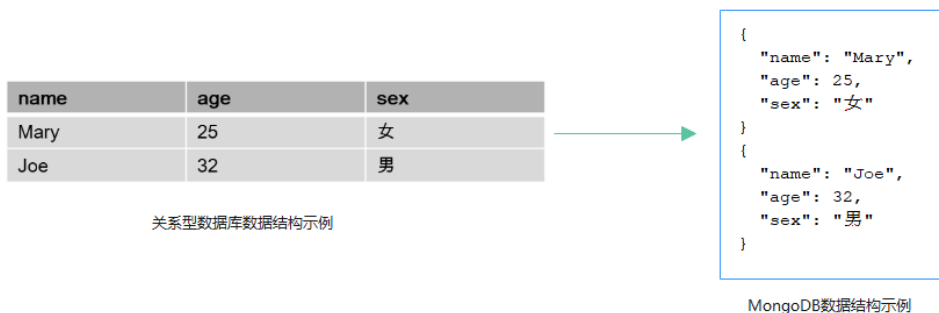 name age sex
Mary 25 女
Joe 32 男
关系型数据库数据结构示例
{
"name": "Mary",
"age": 25,
"sex": "女"
}
{
"name": "Joe",
"age": 32,
"sex": "男"
}
MongoDB数据结构示例